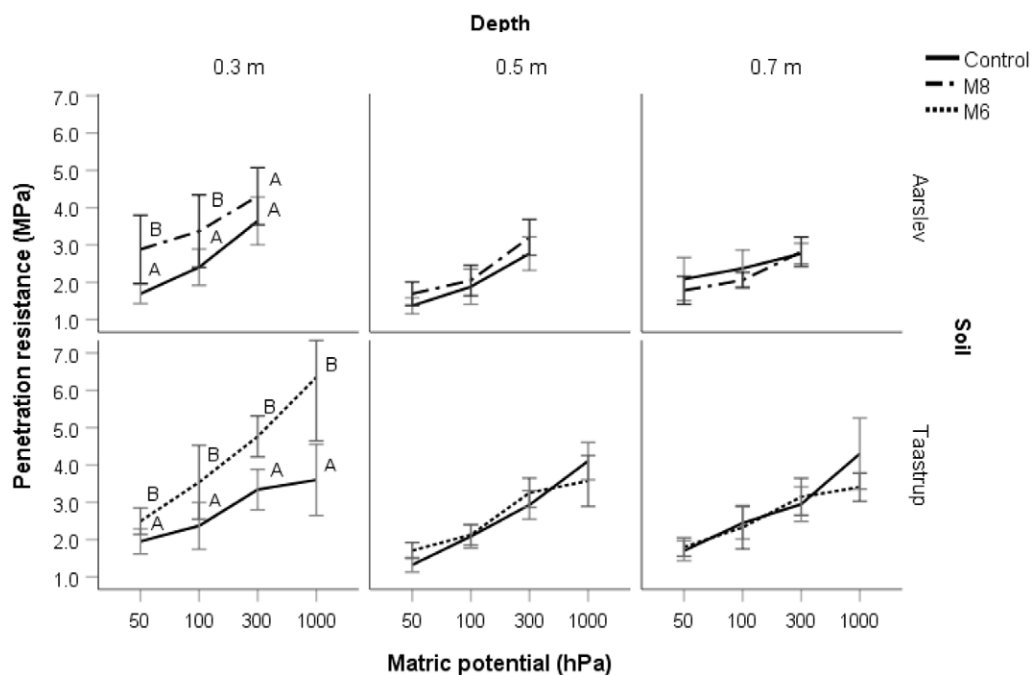 Depth
0.3 m 0.5 m 0.7 m
Control
M8
M6
Penetration resistance (MPa)
7.0
6.0
5.0
4.0
3.0
2.0
1.0
B B A
A A A
Aarslev
7.0
6.0
5.0
4.0
3.0
2.0
1.0
B B B B
A A A A
Taastrup
Soil
50 100 300 1000 50 100 300 1000 50 100 300 1000
Matric potential (hPa)